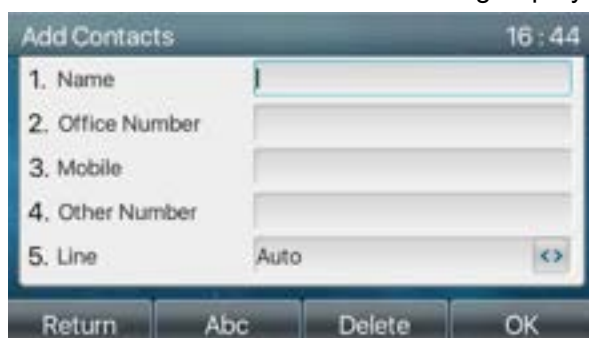 Add Contacts 16:44
1. Name
2. Office Number
3. Mobile
4. Other Number
5. Line Auto <>
Return Abc Delete OK